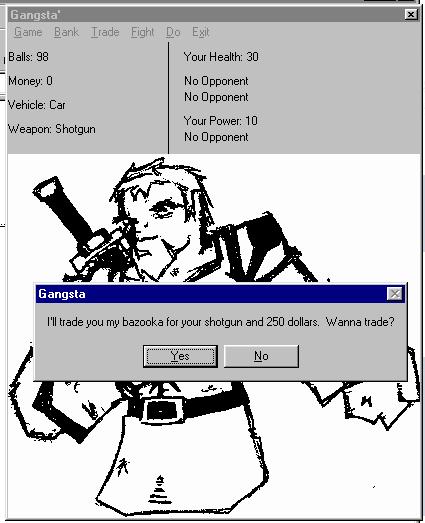 Gangsta'
Game Bank Trade Fight Do Exit
Balls: 98
Money: 0
Vehicle: Car
Weapon: Shotgun
Your Health: 30
No Opponent
No Opponent
Your Power: 10
No Opponent
Gangsta
I'll trade you my bazooka for your shotgun and 250 dollars. Wanna trade?
Yes No